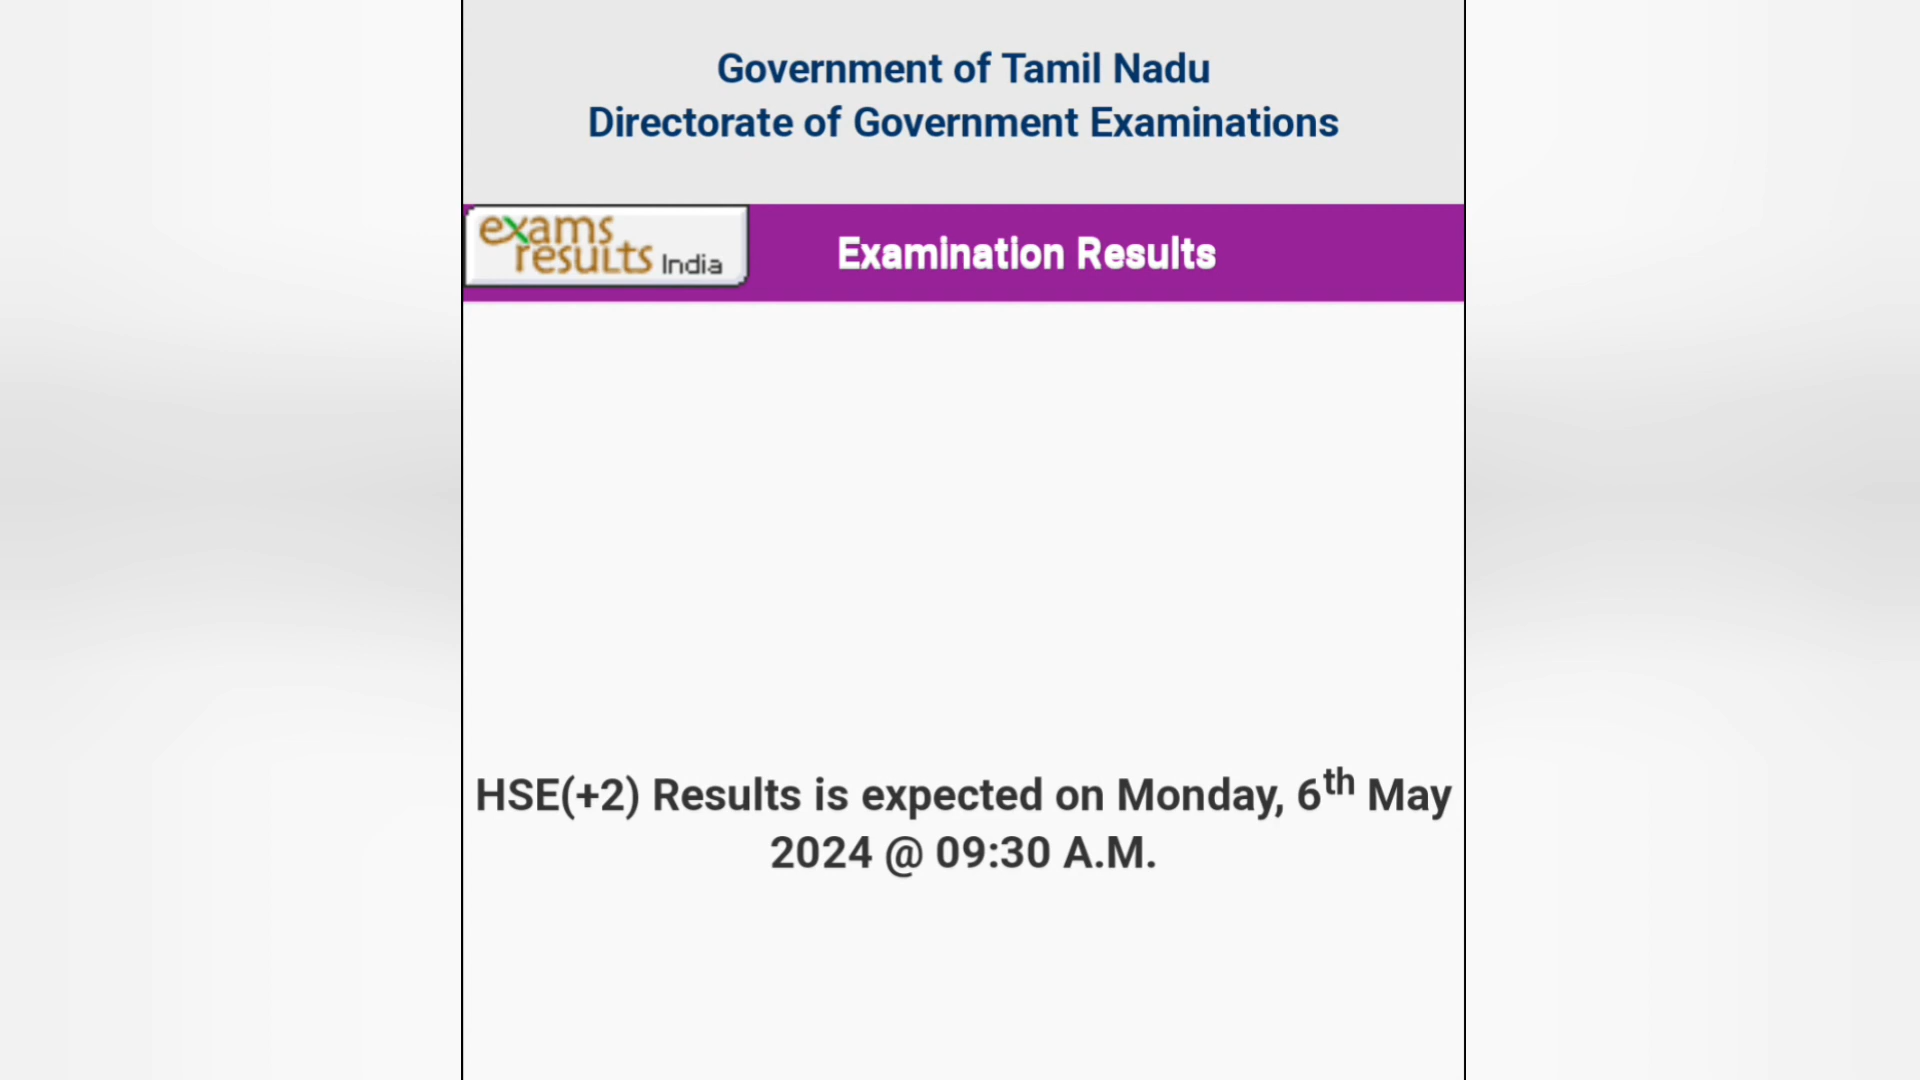 Government of Tamil Nadu
Directorate of Government Examinations
exams
results India
Examination Results
HSE(+2) Results is expected on Monday, 6th May
2024 @ 09:30 A.M.